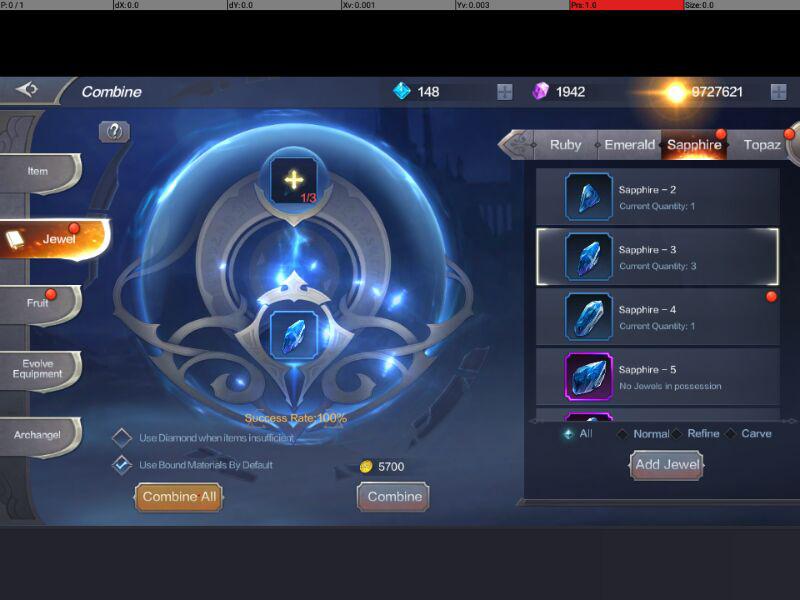 P: 0 / 1
dX: 0.0
dY: 0.0
Xv: 0.001
Yv: 0.003
Prs: 1.0
Size: 0.0
Combine
148
1942
9727621
?
Ruby
Emerald
Sapphire
Topaz
Item
Jewel
Fruit
Evolve
Equipment
Archangel
1/3
Sapphire - 2
Current Quantity: 1
Sapphire - 3
Current Quantity: 3
Sapphire - 4
Current Quantity: 1
Sapphire - 5
No Jewels in possession
Success Rate:100%
Use Diamond when items insufficient
Use Bound Materials By Default
5700
Combine All
Combine
All
Normal
Refine
Carve
Add Jewel